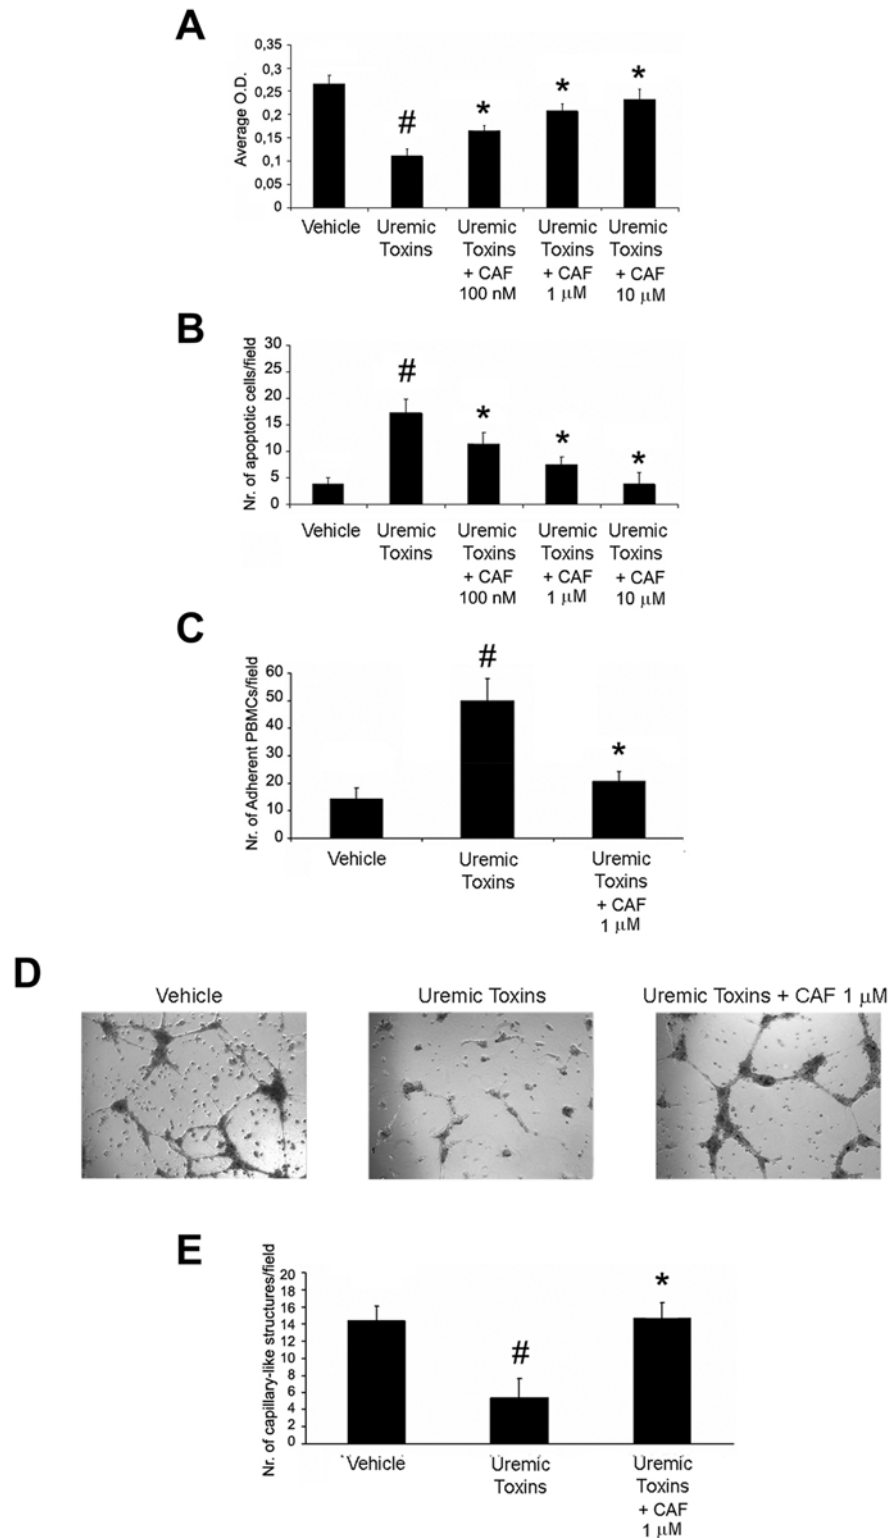 A
Average O.D.
0,35
0,3
0,25
0,2
0,15
0,1
0,05
0
#
*
*
*
Vehicle
Uremic
Toxins
Uremic
Toxins
+ CAF
100 nM
Uremic
Toxins
+ CAF
1 µM
Uremic
Toxins
+ CAF
10 µM
B
Nr. of apoptotic cells/field
30
25
20
15
10
5
0
#
*
*
*
Vehicle
Uremic
Toxins
Uremic
Toxins
+ CAF
100 nM
Uremic
Toxins
+ CAF
1 µM
Uremic
Toxins
+ CAF
10 µM
C
Nr. of Adherent PBMCs/field
60
50
40
30
20
10
0
#
*
Vehicle
Uremic
Toxins
Uremic
Toxins
+ CAF
1 µM
D
Vehicle
Uremic Toxins
Uremic Toxins + CAF 1 µM
E
Nr. of capillary-like structures/field
20
18
16
14
12
10
8
6
4
2
0
#
*
Vehicle
Uremic
Toxins
Uremic
Toxins
+ CAF
1 µM